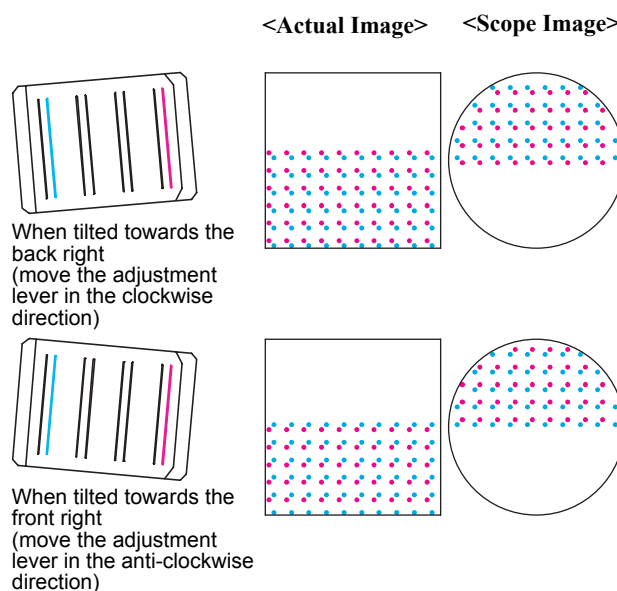 <Actual Image>
<Scope Image>
When tilted towards the
back right
(move the adjustment
lever in the clockwise
direction)
When tilted towards the
front right
(move the adjustment
lever in the anti-clockwise
direction)